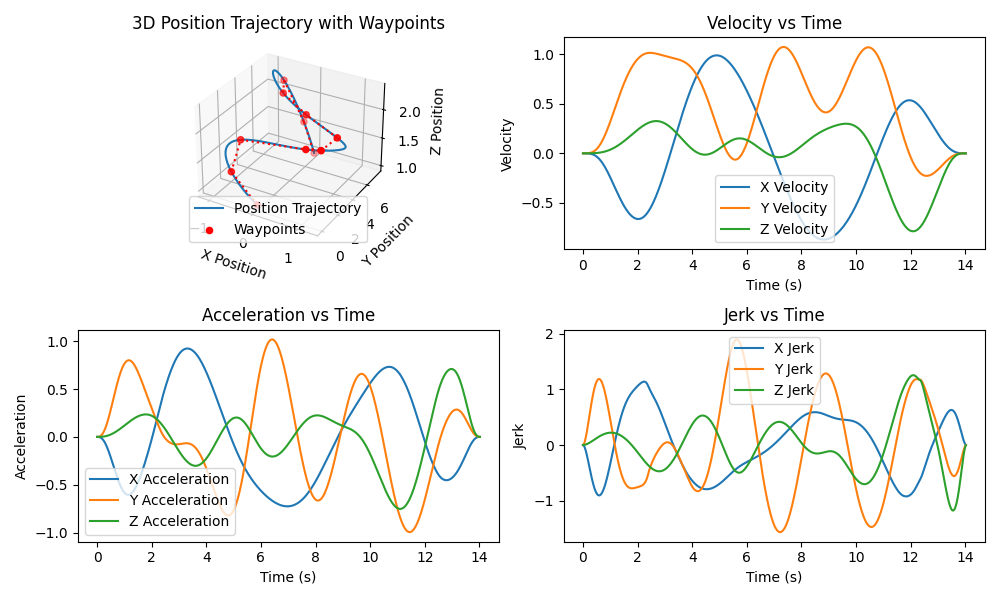 3D Position Trajectory with Waypoints
2.0
1.5
1.0
Z Position
6
4
2
0
Y Position
−1
0
1
X Position
Position Trajectory
Waypoints
Velocity vs Time
1.0
0.5
0.0
−0.5
Velocity
X Velocity
Y Velocity
Z Velocity
0 2 4 6 8 10 12 14
Time (s)
Acceleration vs Time
1.0
0.5
0.0
−0.5
−1.0
Acceleration
X Acceleration
Y Acceleration
Z Acceleration
0 2 4 6 8 10 12 14
Time (s)
Jerk vs Time
2
1
0
−1
Jerk
X Jerk
Y Jerk
Z Jerk
0 2 4 6 8 10 12 14
Time (s)